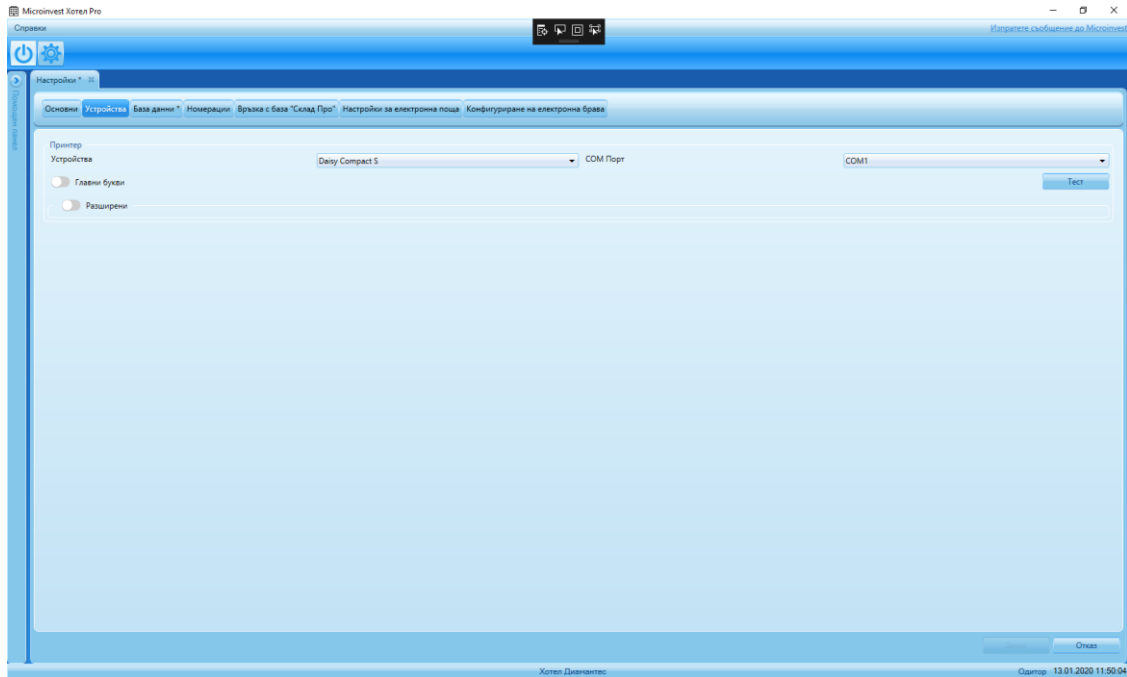 Microinvest Хотел Pro
Справки
Изпратете съобщение до Microinvest
Настройки *
Помощен панел
Основни Устройства База данни * Номерации Връзка с база "Склад Про" Настройки за електронна поща Конфигуриране на електронна брава
Принтер
Устройства Daisy Compact S COM Порт COM1
Главни букви Тест
Разширени
Отказ
Хотел Диамантес Одитор 13.01.2020 11:50:04